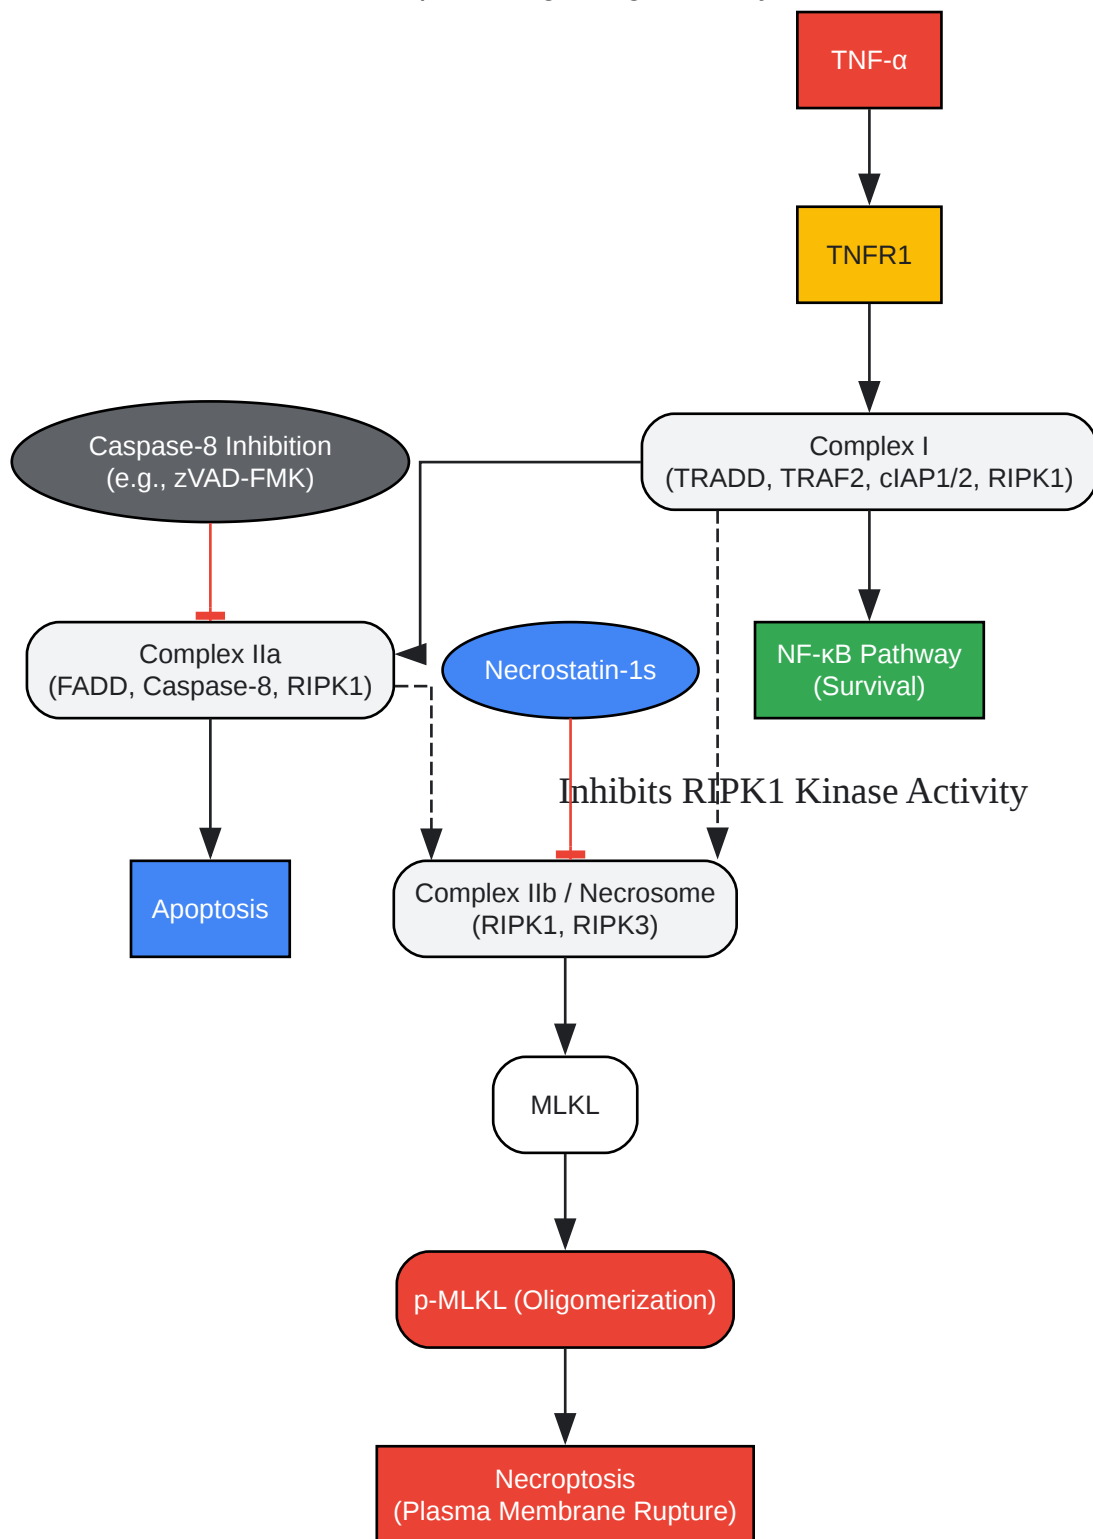 TNF-α
TNFR1
Caspase-8 Inhibition
(e.g., zVAD-FMK)
Complex I
(TRADD, TRAF2, cIAP1/2, RIPK1)
Complex IIa
(FADD, Caspase-8, RIPK1)
Necrostatin-1s
NF-κB Pathway
(Survival)
Inhibits RIPK1 Kinase Activity
Apoptosis
Complex IIb / Necrosome
(RIPK1, RIPK3)
MLKL
p-MLKL (Oligomerization)
Necroptosis
(Plasma Membrane Rupture)